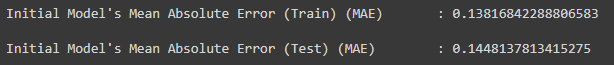 Initial Model's Mean Absolute Error (Train) (MAE) : 0.13816842288806583
Initial Model's Mean Absolute Error (Test) (MAE) : 0.1448137813415275